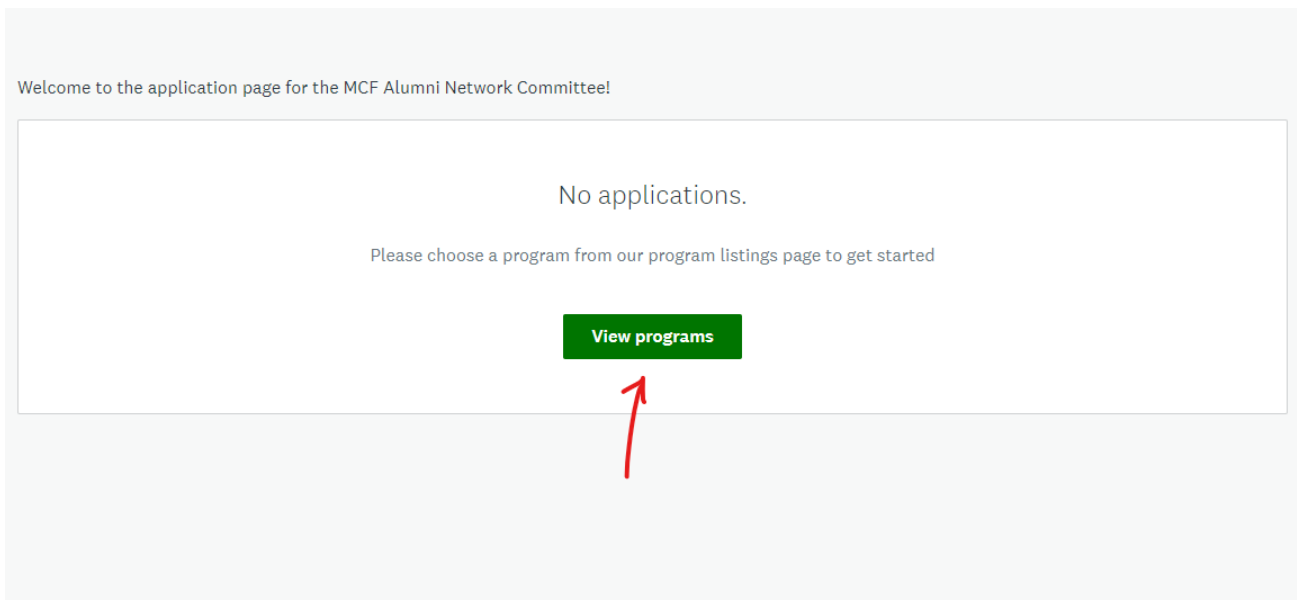 Welcome to the application page for the MCF Alumni Network Committee!
No applications.
Please choose a program from our program listings page to get started
View programs